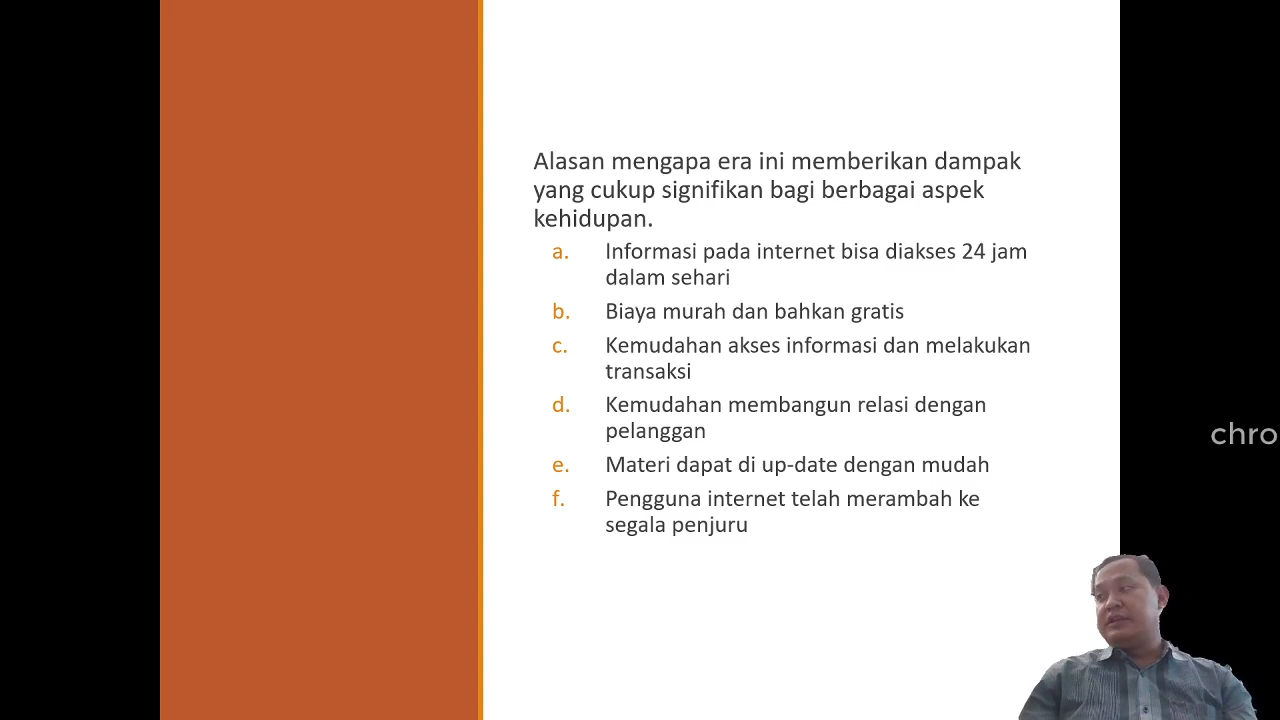 Alasan mengapa era ini memberikan dampak
yang cukup signifikan bagi berbagai aspek
kehidupan.
a. Informasi pada internet bisa diakses 24 jam
dalam sehari
b. Biaya murah dan bahkan gratis
c. Kemudahan akses informasi dan melakukan
transaksi
d. Kemudahan membangun relasi dengan
pelanggan
e. Materi dapat di up-date dengan mudah
f. Pengguna internet telah merambah ke
segala penjuru
chro